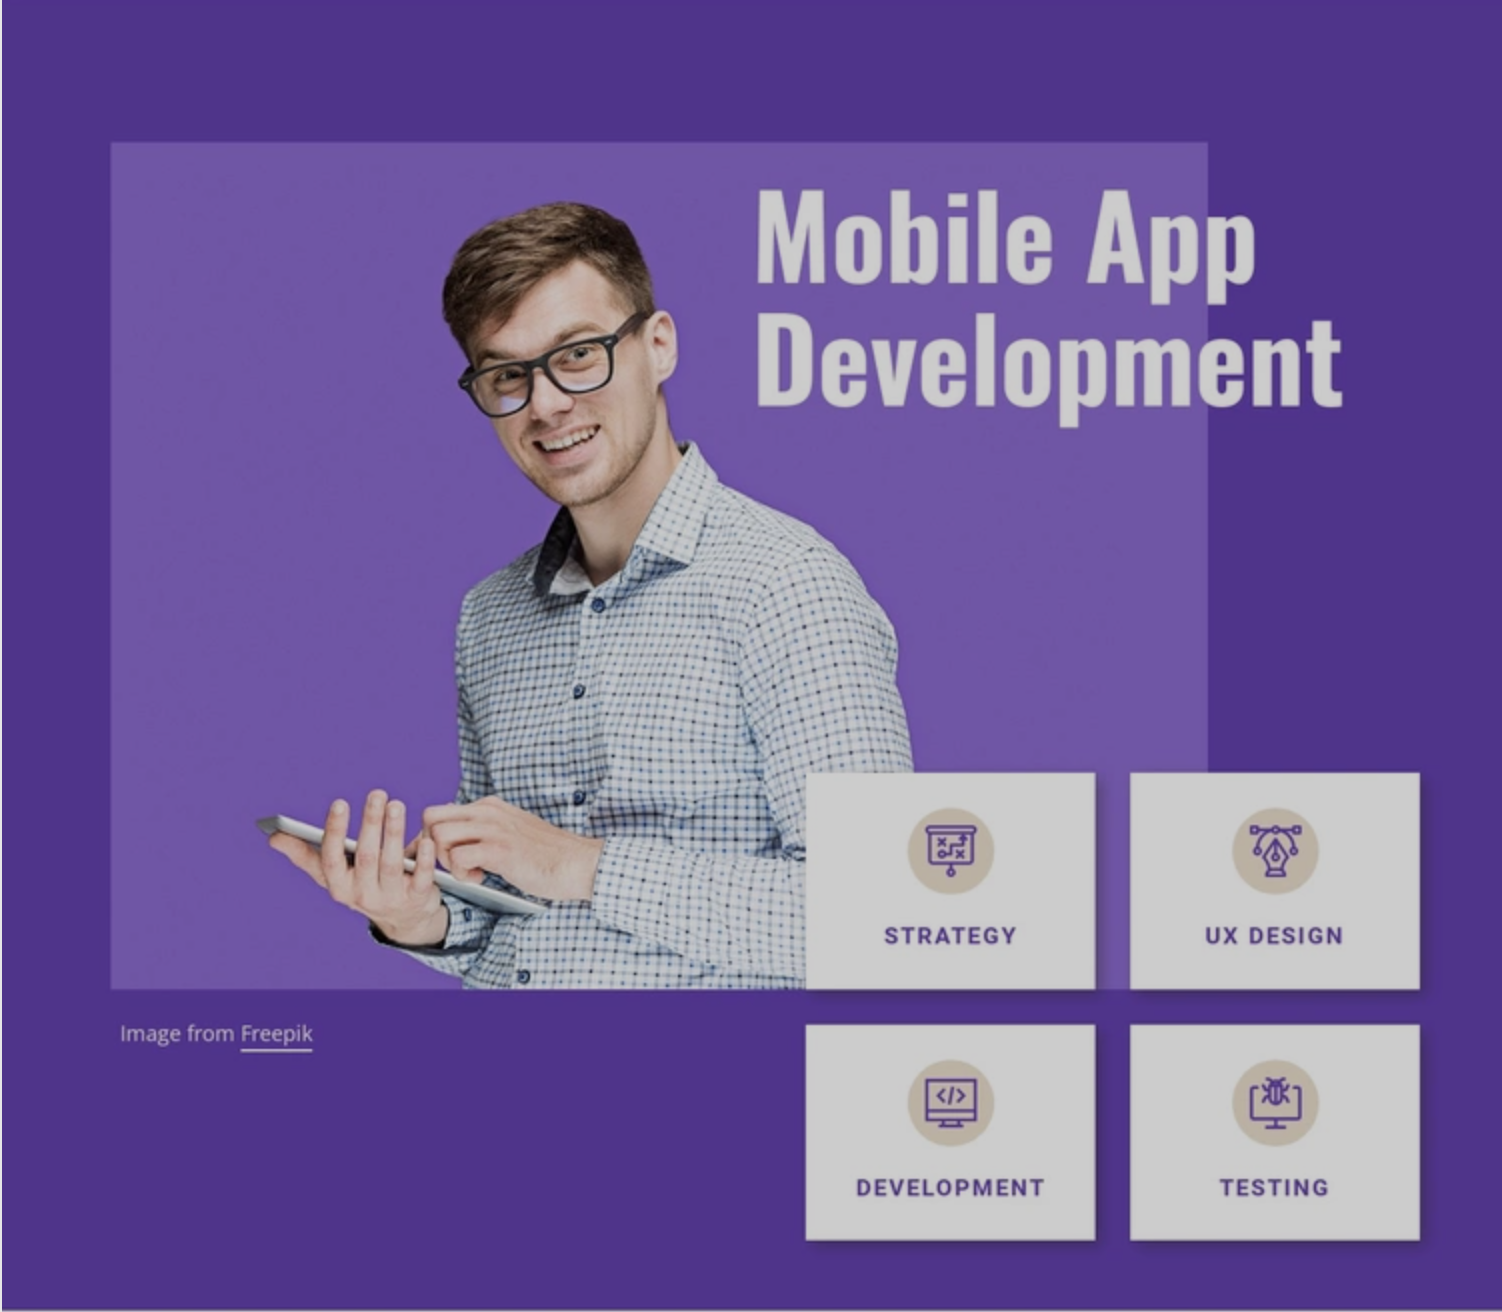 Mobile App
Development
STRATEGY
UX DESIGN
Image from Freepik
DEVELOPMENT
TESTING